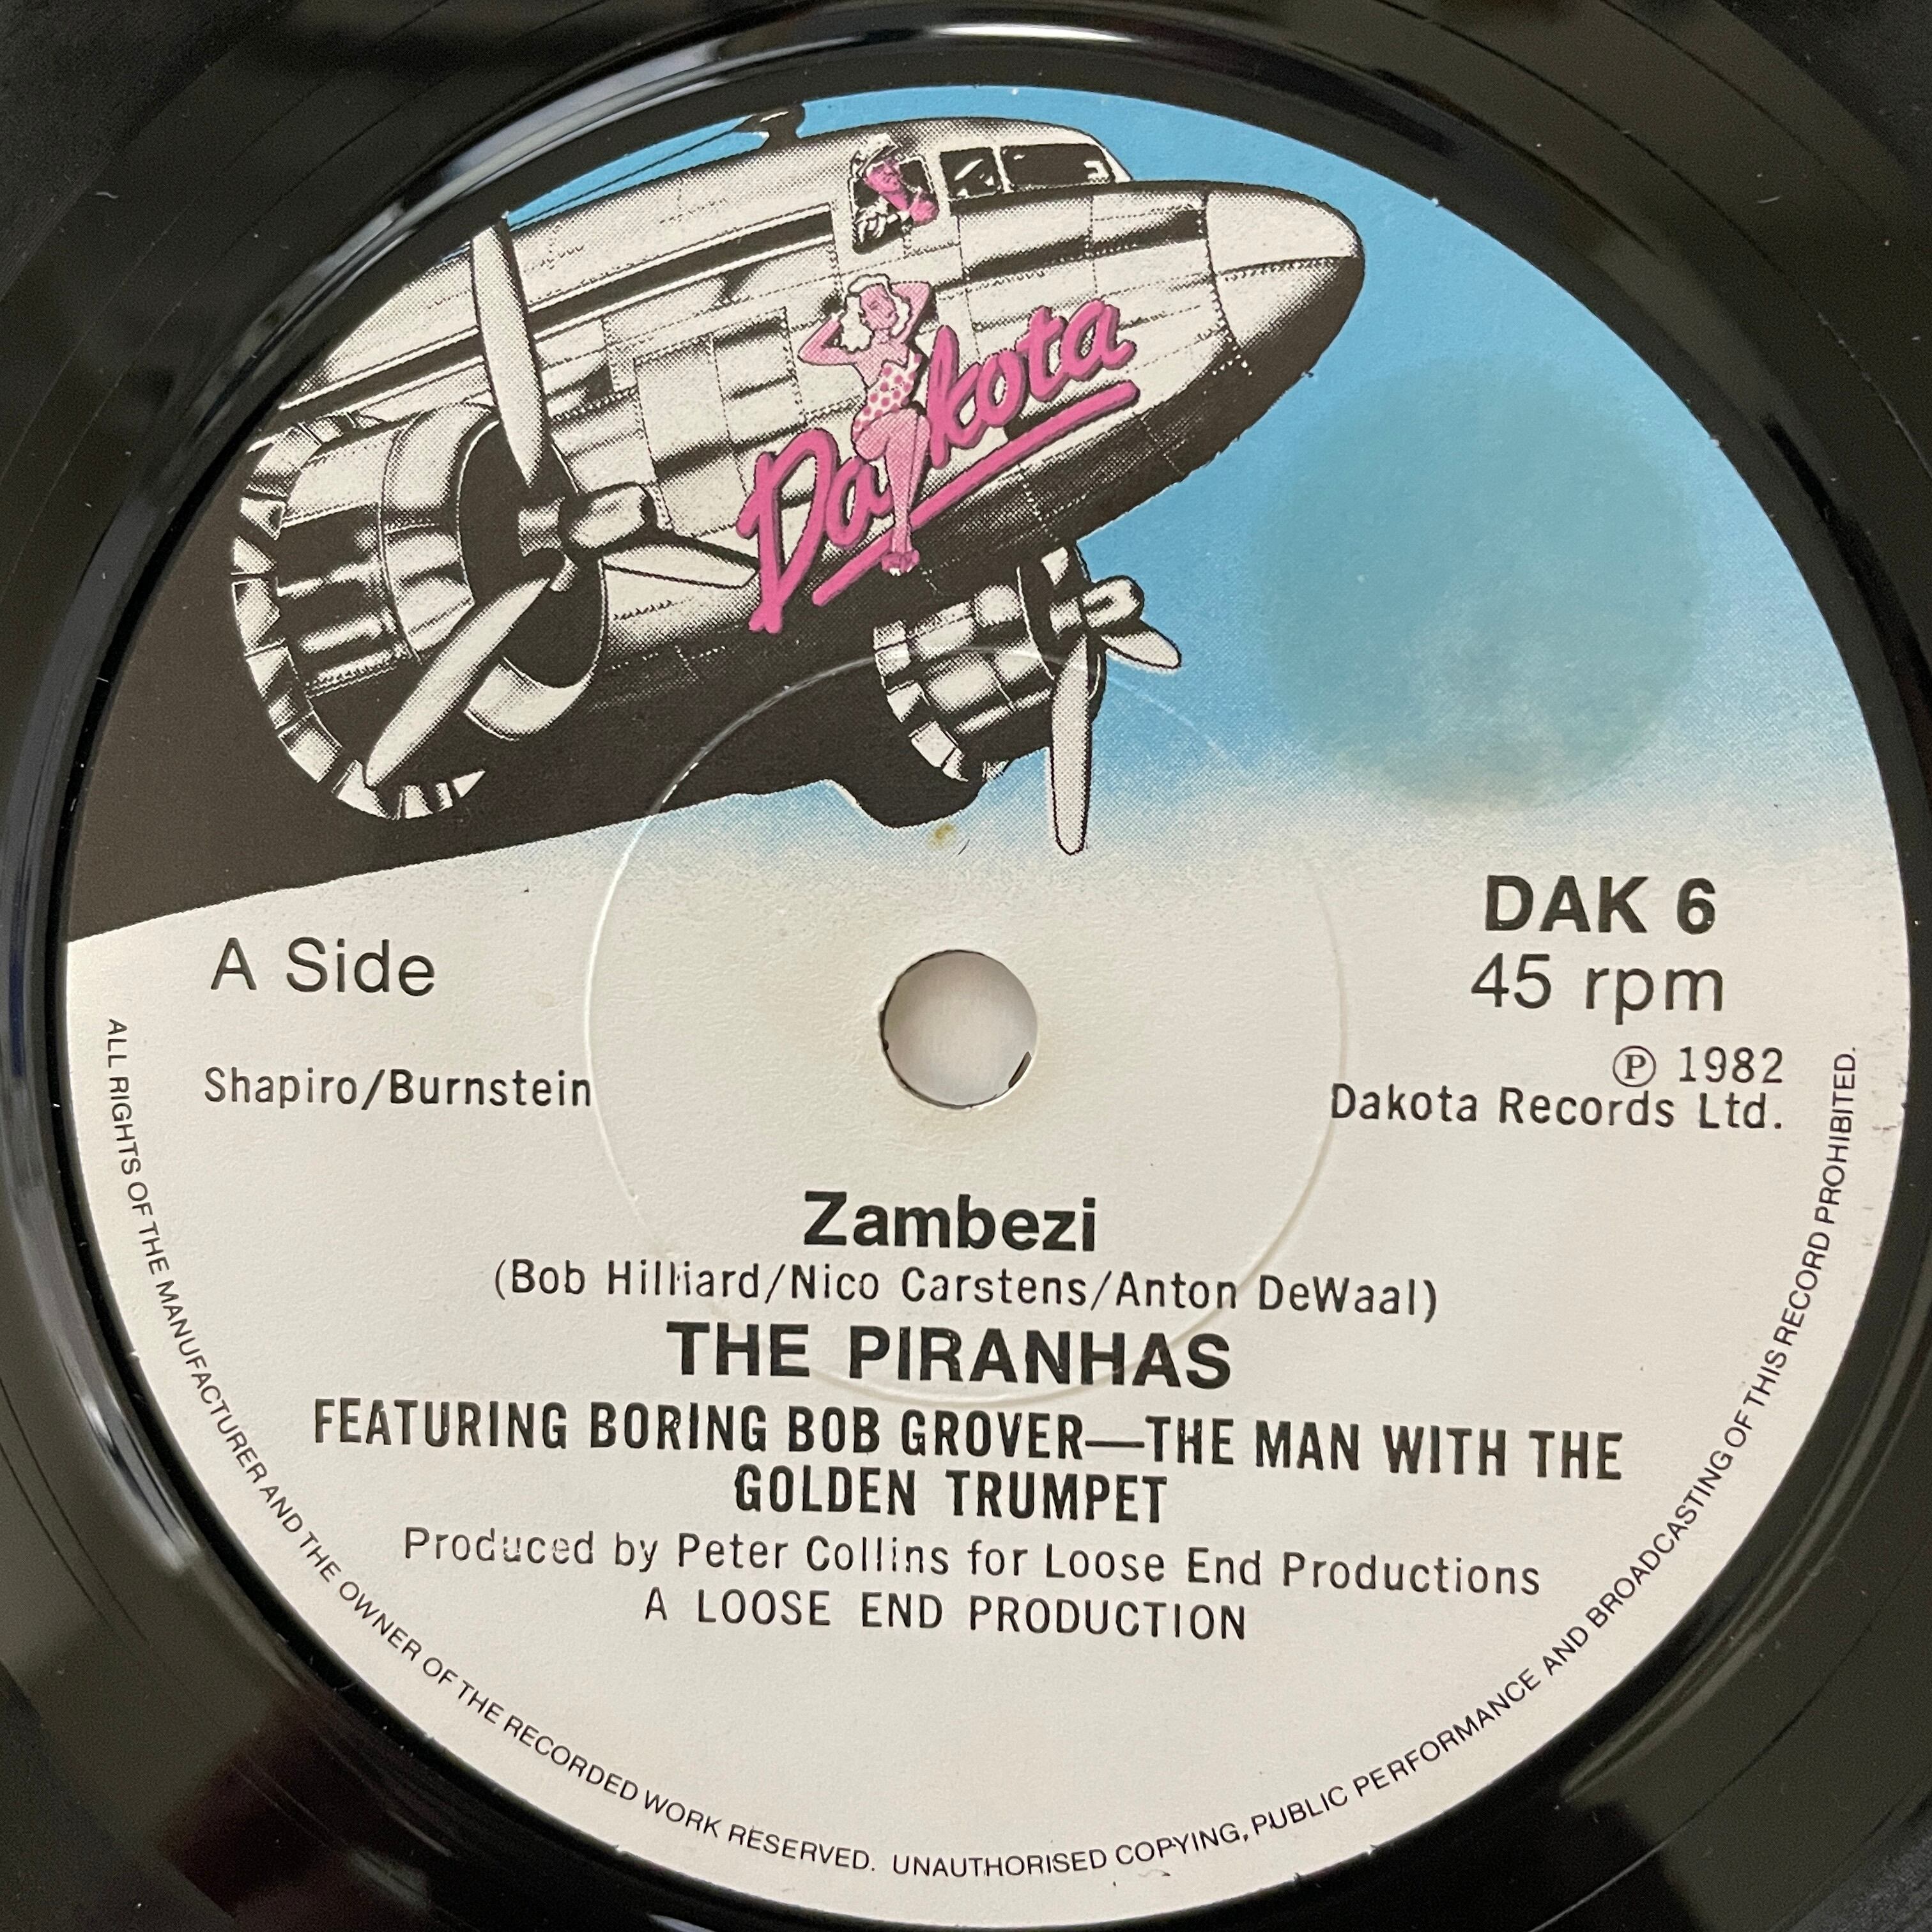 Dakota
DAK 6
45 rpm
A Side
℗ 1982
Dakota Records Ltd.
Shapiro/Burnstein
Zambezi
(Bob Hilliard/Nico Carstens/Anton DeWaal)
THE PIRANHAS
FEATURING BORING BOB GROVER—THE MAN WITH THE
GOLDEN TRUMPET
Produced by Peter Collins for Loose End Productions
A LOOSE END PRODUCTION
ALL RIGHTS OF THE MANUFACTURER AND THE OWNER OF THE RECORDED WORK RESERVED. UNAUTHORISED COPYING, PUBLIC PERFORMANCE AND BROADCASTING OF THIS RECORD PROHIBITED.